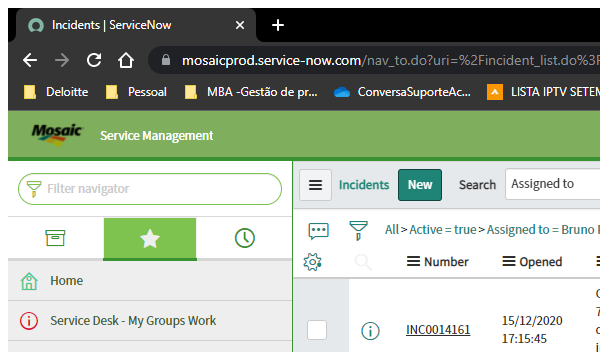 Incidents | ServiceNow
mosaicprod.service-now.com/nav_to.do?uri=%2Fincident_list.do%3F
Deloitte Pessoal MBA -Gestão de pr... ConversaSuporteAc... LISTA IPTV SETEM
Mosaic Service Management
Filter navigator
Incidents New Search Assigned to
All > Active = true > Assigned to = Bruno
Home
Number Opened
Service Desk - My Groups Work
INC0014161
15/12/2020
17:15:45